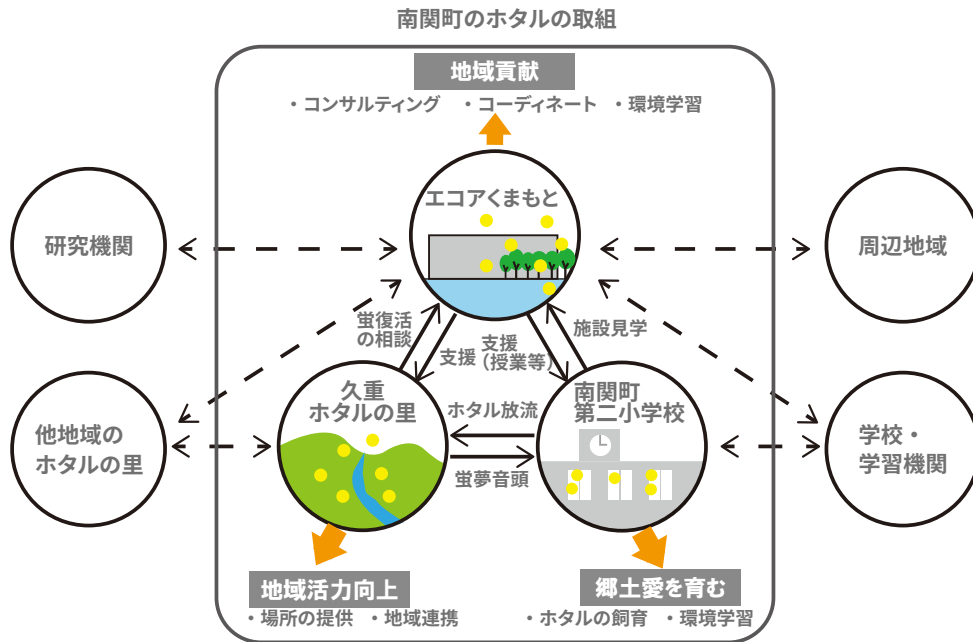 南関町のホタルの取組
地域貢献
・コンサルティング ・コーディネート ・環境学習
エコアくまもと
研究機関
周辺地域
蛍復活
の相談
支援
支援
（授業等）
施設見学
久重
ホタルの里
ホタル放流
蛍夢音頭
南関町
第二小学校
他地域の
ホタルの里
学校・
学習機関
地域活力向上
・場所の提供 ・地域連携
郷土愛を育む
・ホタルの飼育 ・環境学習